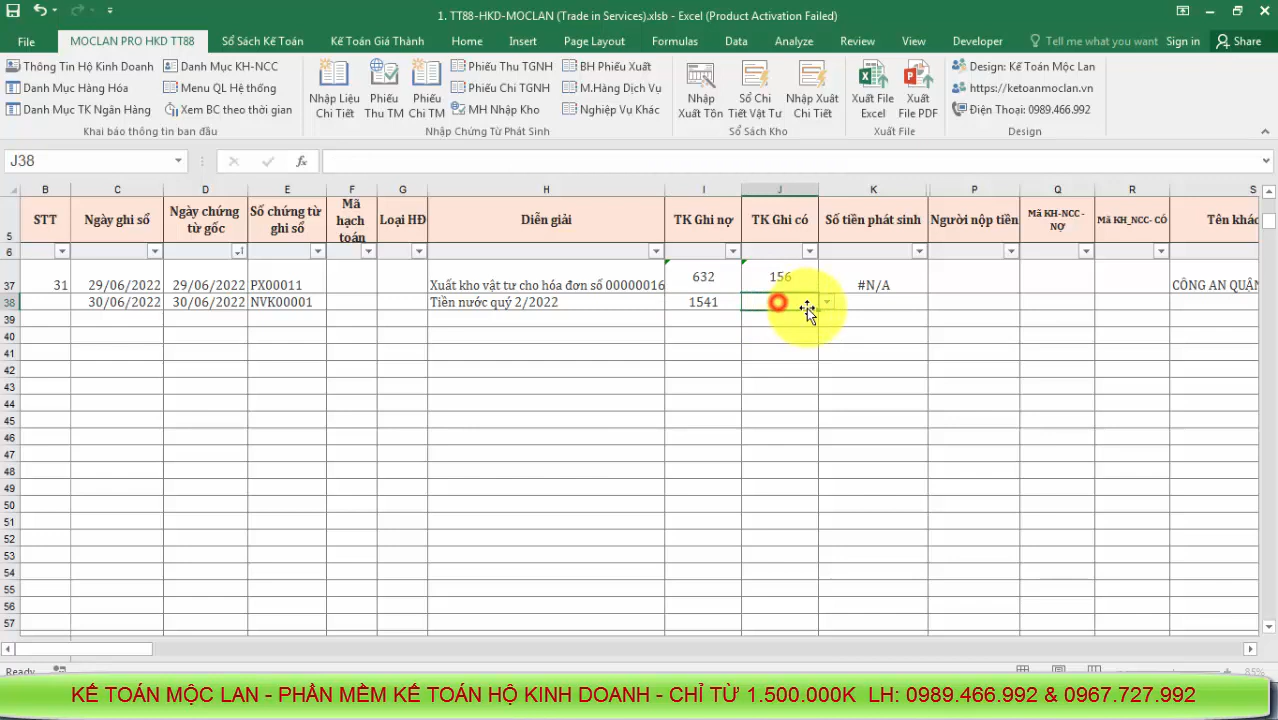 1. TT88-HKD-MOCLAN (Trade in Services).xlsb - Excel (Product Activation Failed)
File MOCLAN PRO HKD TT88 Sổ Sách Kế Toán Kế Toán Giá Thành Home Insert Page Layout Formulas Data Analyze Review View Developer Tell me what you want Sign in Share
Thông Tin Hộ Kinh Doanh Danh Mục KH-NCC
Danh Mục Hàng Hóa Menu QL Hệ thống
Danh Mục TK Ngân Hàng Xem BC theo thời gian
Khai báo thông tin ban đầu
Nhập Liệu Chi Tiết
Phiếu Thu TM
Phiếu Chi TM
Phiếu Thu TGNH BH Phiếu Xuất
Phiếu Chi TGNH M.Hàng Dịch Vụ
MH Nhập Kho Nghiệp Vụ Khác
Nhập Chứng Từ Phát Sinh
Nhập Xuất Tồn
Sổ Chi Tiết Vật Tư
Nhập Xuất Chi Tiết
Sổ Sách Kho
Xuất File Excel
Xuất File PDF
Xuất File
Design: Kế Toán Mộc Lan
https://ketoanmoclan.vn
Điện Thoại: 0989.466.992
Design
J38
B C D E F G H I J K P Q R S
5 STT Ngày ghi sổ Ngày chứng từ gốc Số chứng từ ghi sổ Mã hạch toán Loại HĐ Diễn giải TK Ghi nợ TK Ghi có Số tiền phát sinh Người nộp tiền Mã KH-NCC - NỢ Mã KH_NCC- CÓ Tên khác
6
37 31 29/06/2022 29/06/2022 PX00011 Xuất kho vật tư cho hóa đơn số 00000016 632 156 #N/A CÔNG AN QUÂN
38 30/06/2022 30/06/2022 NVK00001 Tiền nước quý 2/2022 1541
39
40
41
42
43
44
45
46
47
48
49
50
51
52
53
54
55
56
57
Ready 85%
KẾ TOÁN MỘC LAN - PHẦN MỀM KẾ TOÁN HỘ KINH DOANH - CHỈ TỪ 1.500.000K LH: 0989.466.992 & 0967.727.992